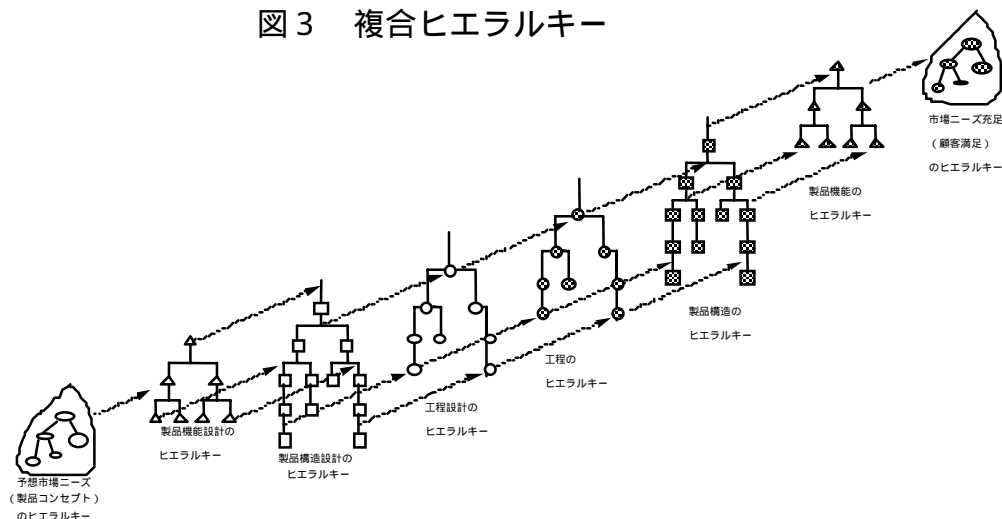 図３　複合ヒエラルキー
市場ニーズ充足
（顧客満足）
のヒエラルキー
製品機能の
ヒエラルキー
製品構造の
ヒエラルキー
工程の
ヒエラルキー
工程設計の
ヒエラルキー
製品構造設計の
ヒエラルキー
製品機能設計の
ヒエラルキー
予想市場ニーズ
（製品コンセプト）
のヒエラルキー